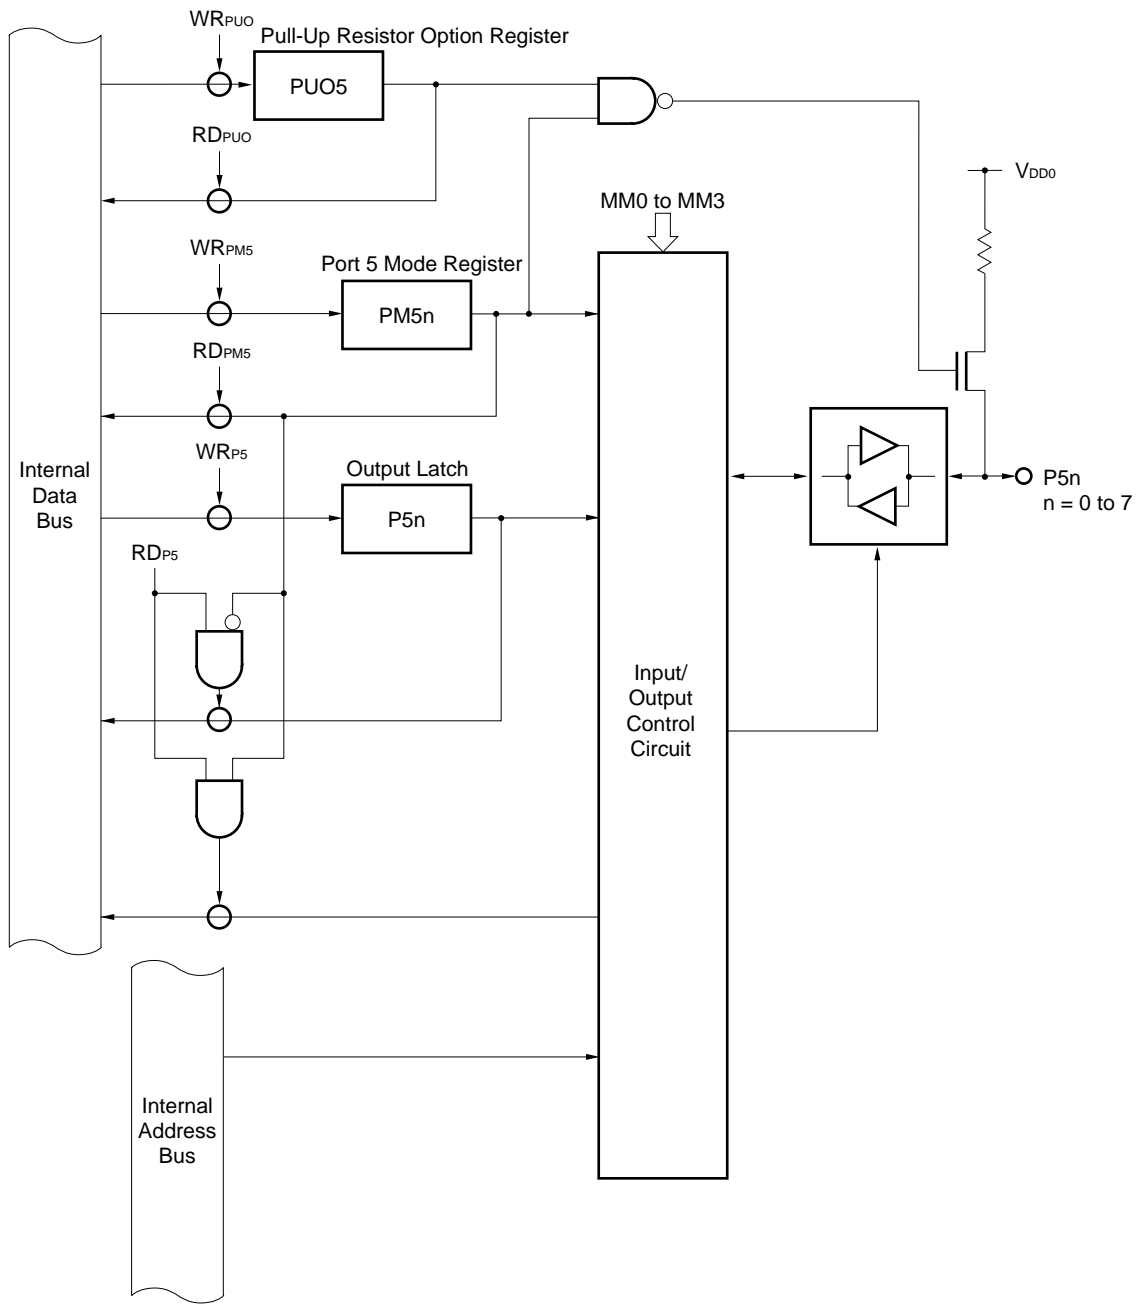 WRPUO
Pull-Up Resistor Option Register
PUO5
RDPUO
VDD0
MM0 to MM3
WRPM5
Port 5 Mode Register
PM5n
RDPM5
WRP5
Output Latch
P5n
Internal
Data
Bus
P5n
n = 0 to 7
RDP5
Input/
Output
Control
Circuit
Internal
Address
Bus